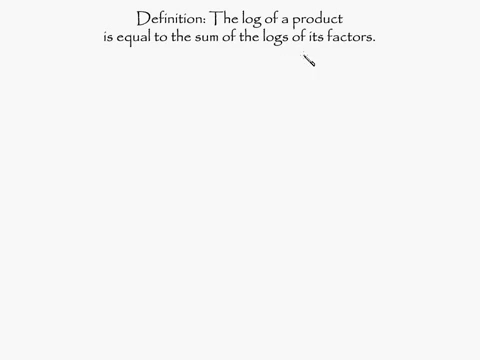 Definition: The log of a product
is equal to the sum of the logs of its factors.